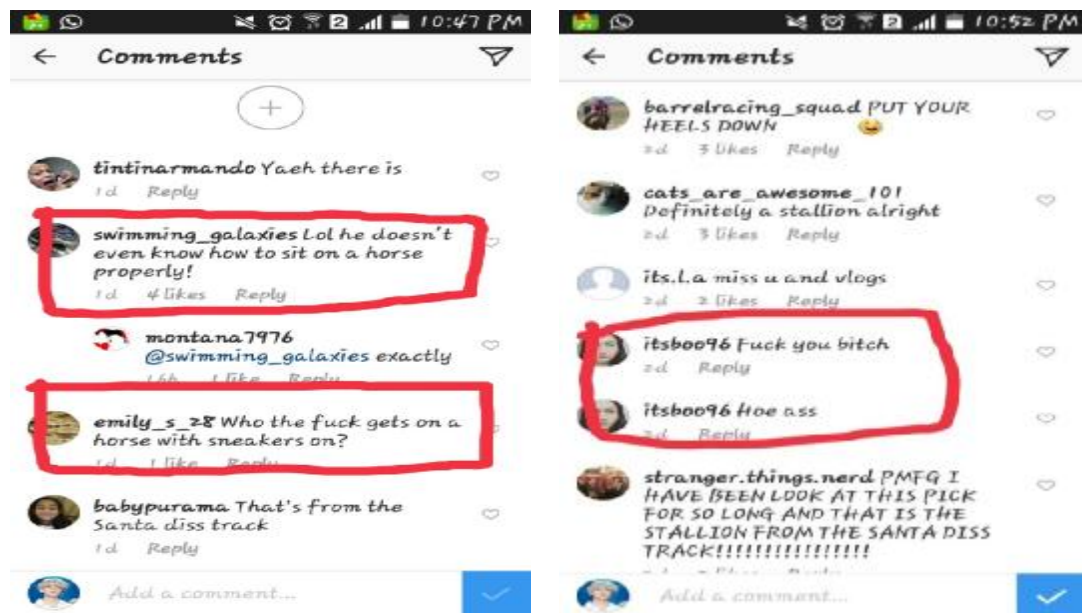 10:47 PM
Comments
tintinarmando Yaeh there is
1d Reply
swimming_galaxies Lol he doesn't
even know how to sit on a horse
properly!
1d 4 likes Reply
montana7976
@swimming_galaxies exactly
16h 1 like Reply
emily_s_28 Who the fuck gets on a
horse with sneakers on?
1d 1 like Reply
babypurama That's from the
Santa diss track
1d Reply
Add a comment...
10:52 PM
Comments
barrelracing_squad PUT YOUR
HEELS DOWN
2d 3 likes Reply
cats_are_awesome_101
Definitely a stallion alright
2d 3 likes Reply
its.l.a miss u and vlogs
2d 2 likes Reply
itsboo96 Fuck you bitch
2d Reply
itsboo96 Hoe ass
2d Reply
stranger.things.nerd PMFG I
HAVE BEEN LOOK AT THIS PICK
FOR SO LONG AND THAT IS THE
STALLION FROM THE SANTA DISS
TRACK!!!!!!!!!!!!!!!!
Add a comment...